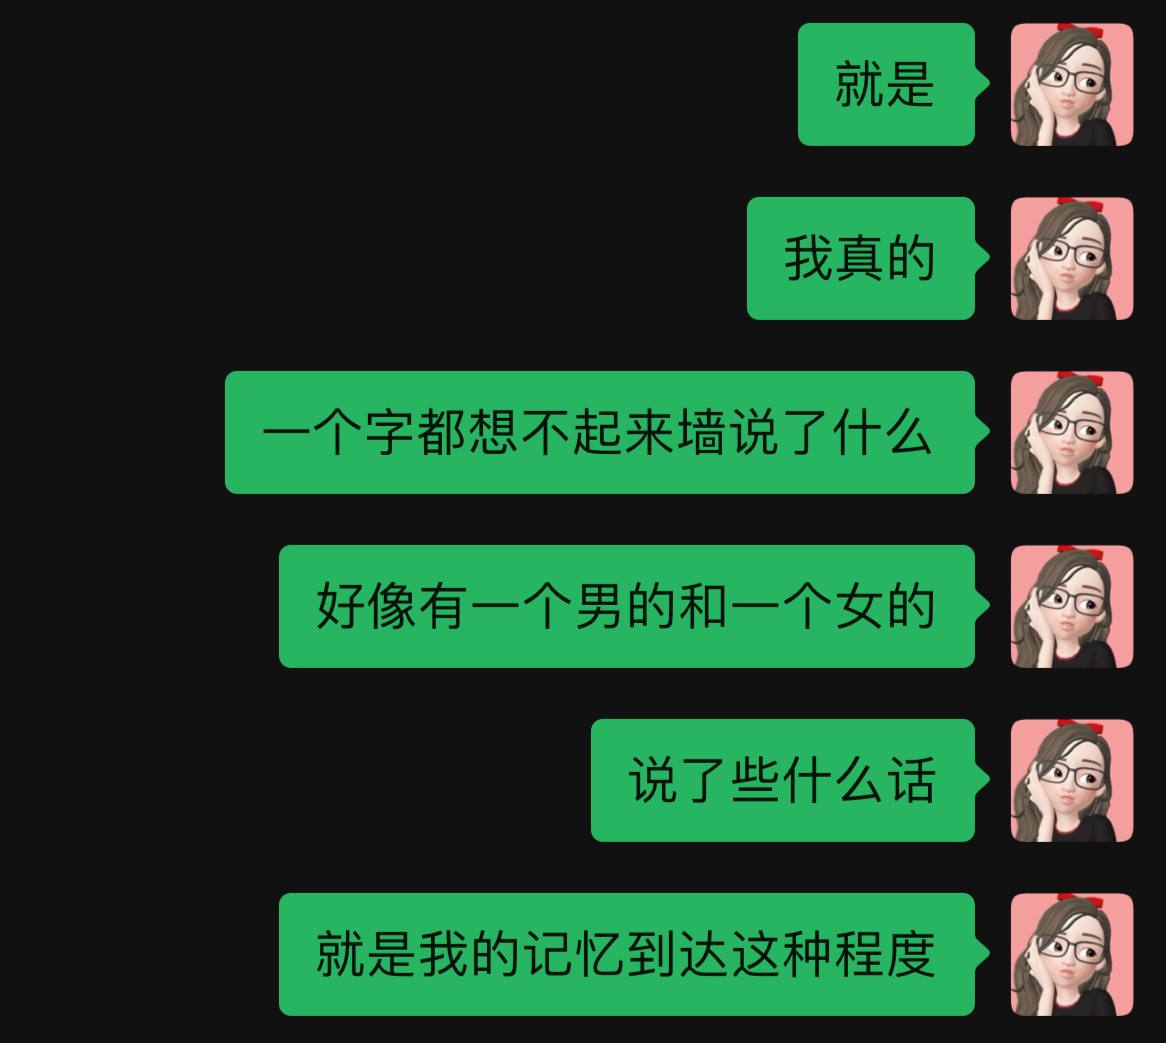 就是
我真的
一个字都想不起来墙说了什么
好像有一个男的和一个女的
说了些什么话
就是我的记忆到达这种程度